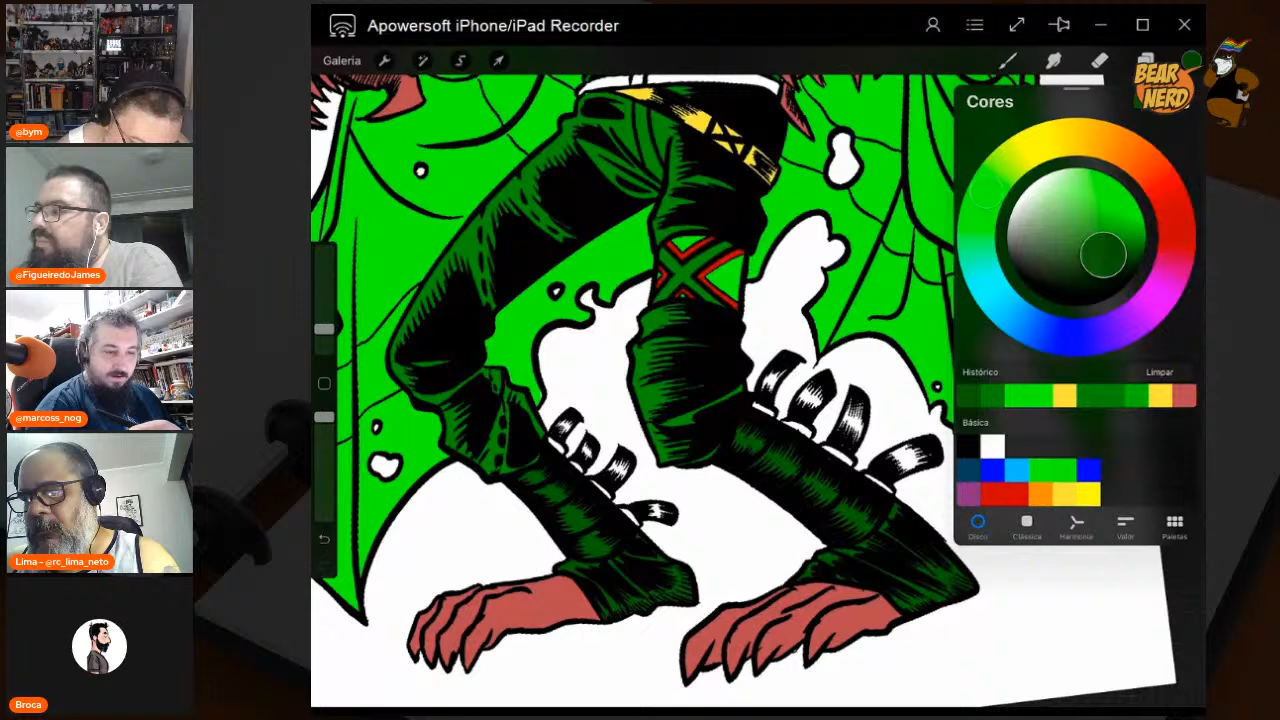 Apowersoft iPhone/iPad Recorder
Galeria
BEAR
NERD
Cores
@bym
@FigueiredoJames
@marcoss_nog
Histórico
Limpar
Básica
Disco
Clássica
Harmonia
Valor
Paletas
Lima - @rc_lima_neto
Broca